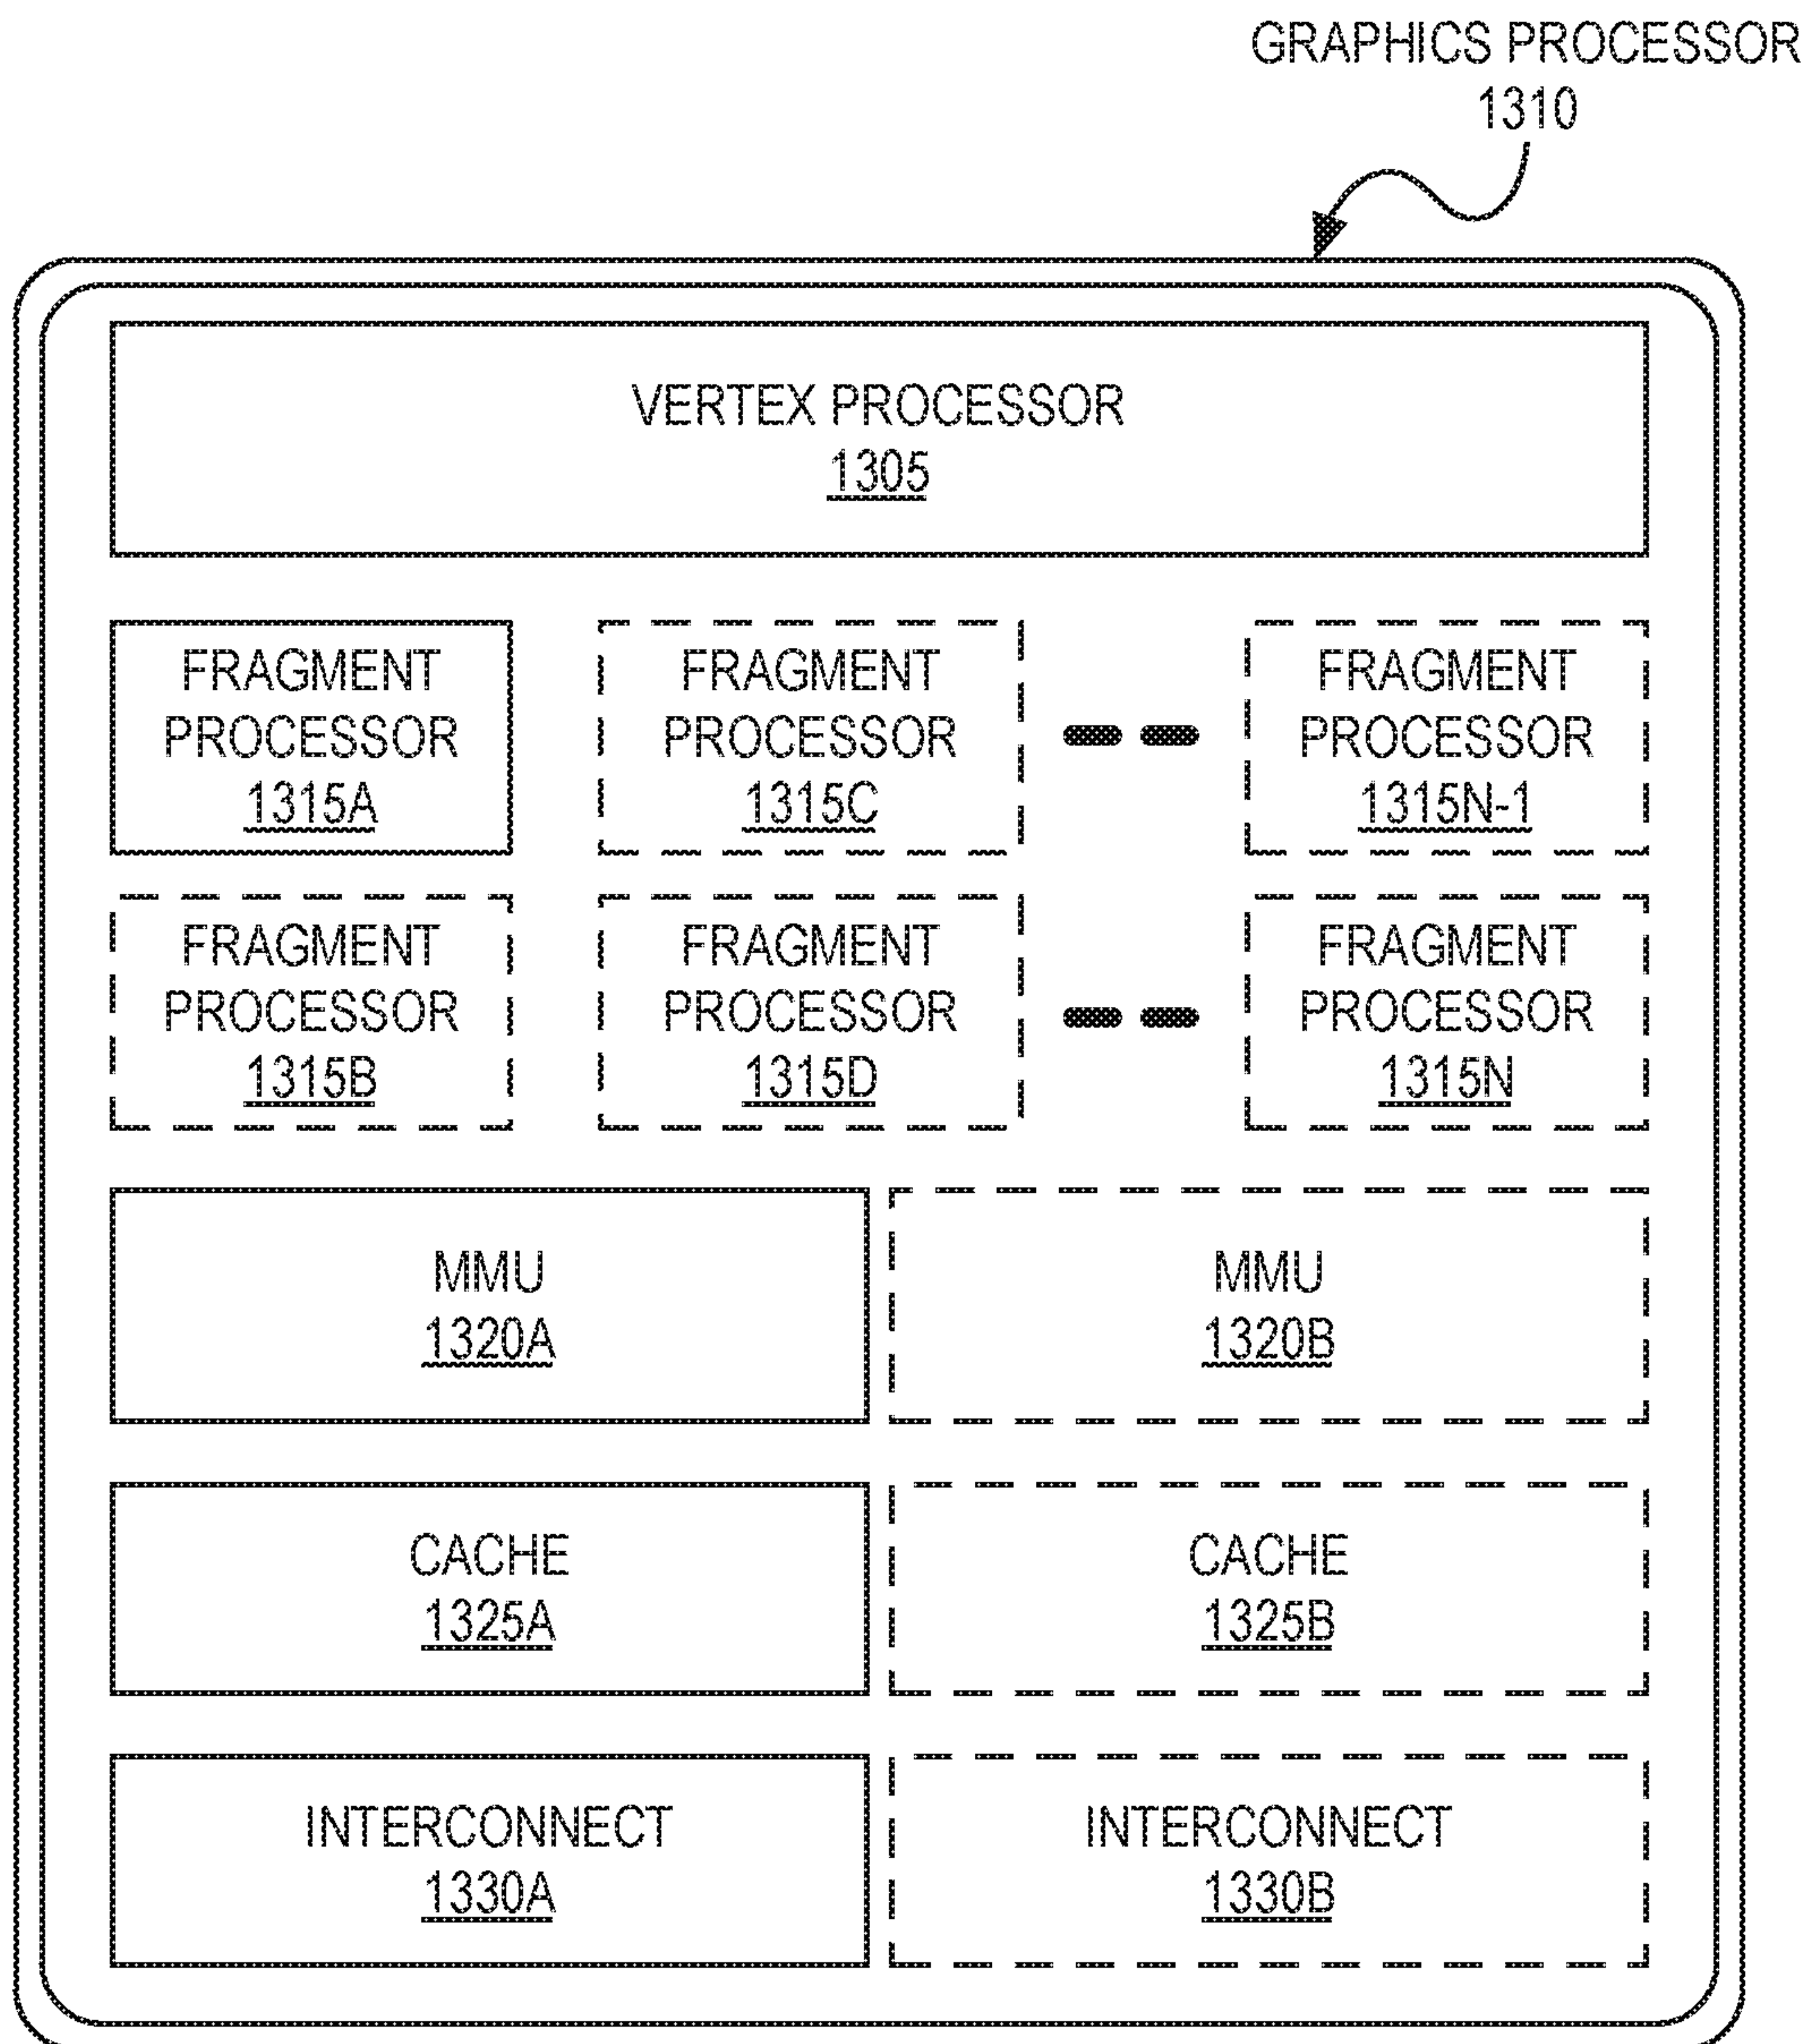 GRAPHICS PROCESSOR
1310
VERTEX PROCESSOR
1305
FRAGMENT
PROCESSOR
1315A
FRAGMENT
PROCESSOR
1315C
FRAGMENT
PROCESSOR
1315N-1
FRAGMENT
PROCESSOR
1315B
FRAGMENT
PROCESSOR
1315D
FRAGMENT
PROCESSOR
1315N
MMU
1320A
MMU
1320B
CACHE
1325A
CACHE
1325B
INTERCONNECT
1330A
INTERCONNECT
1330B